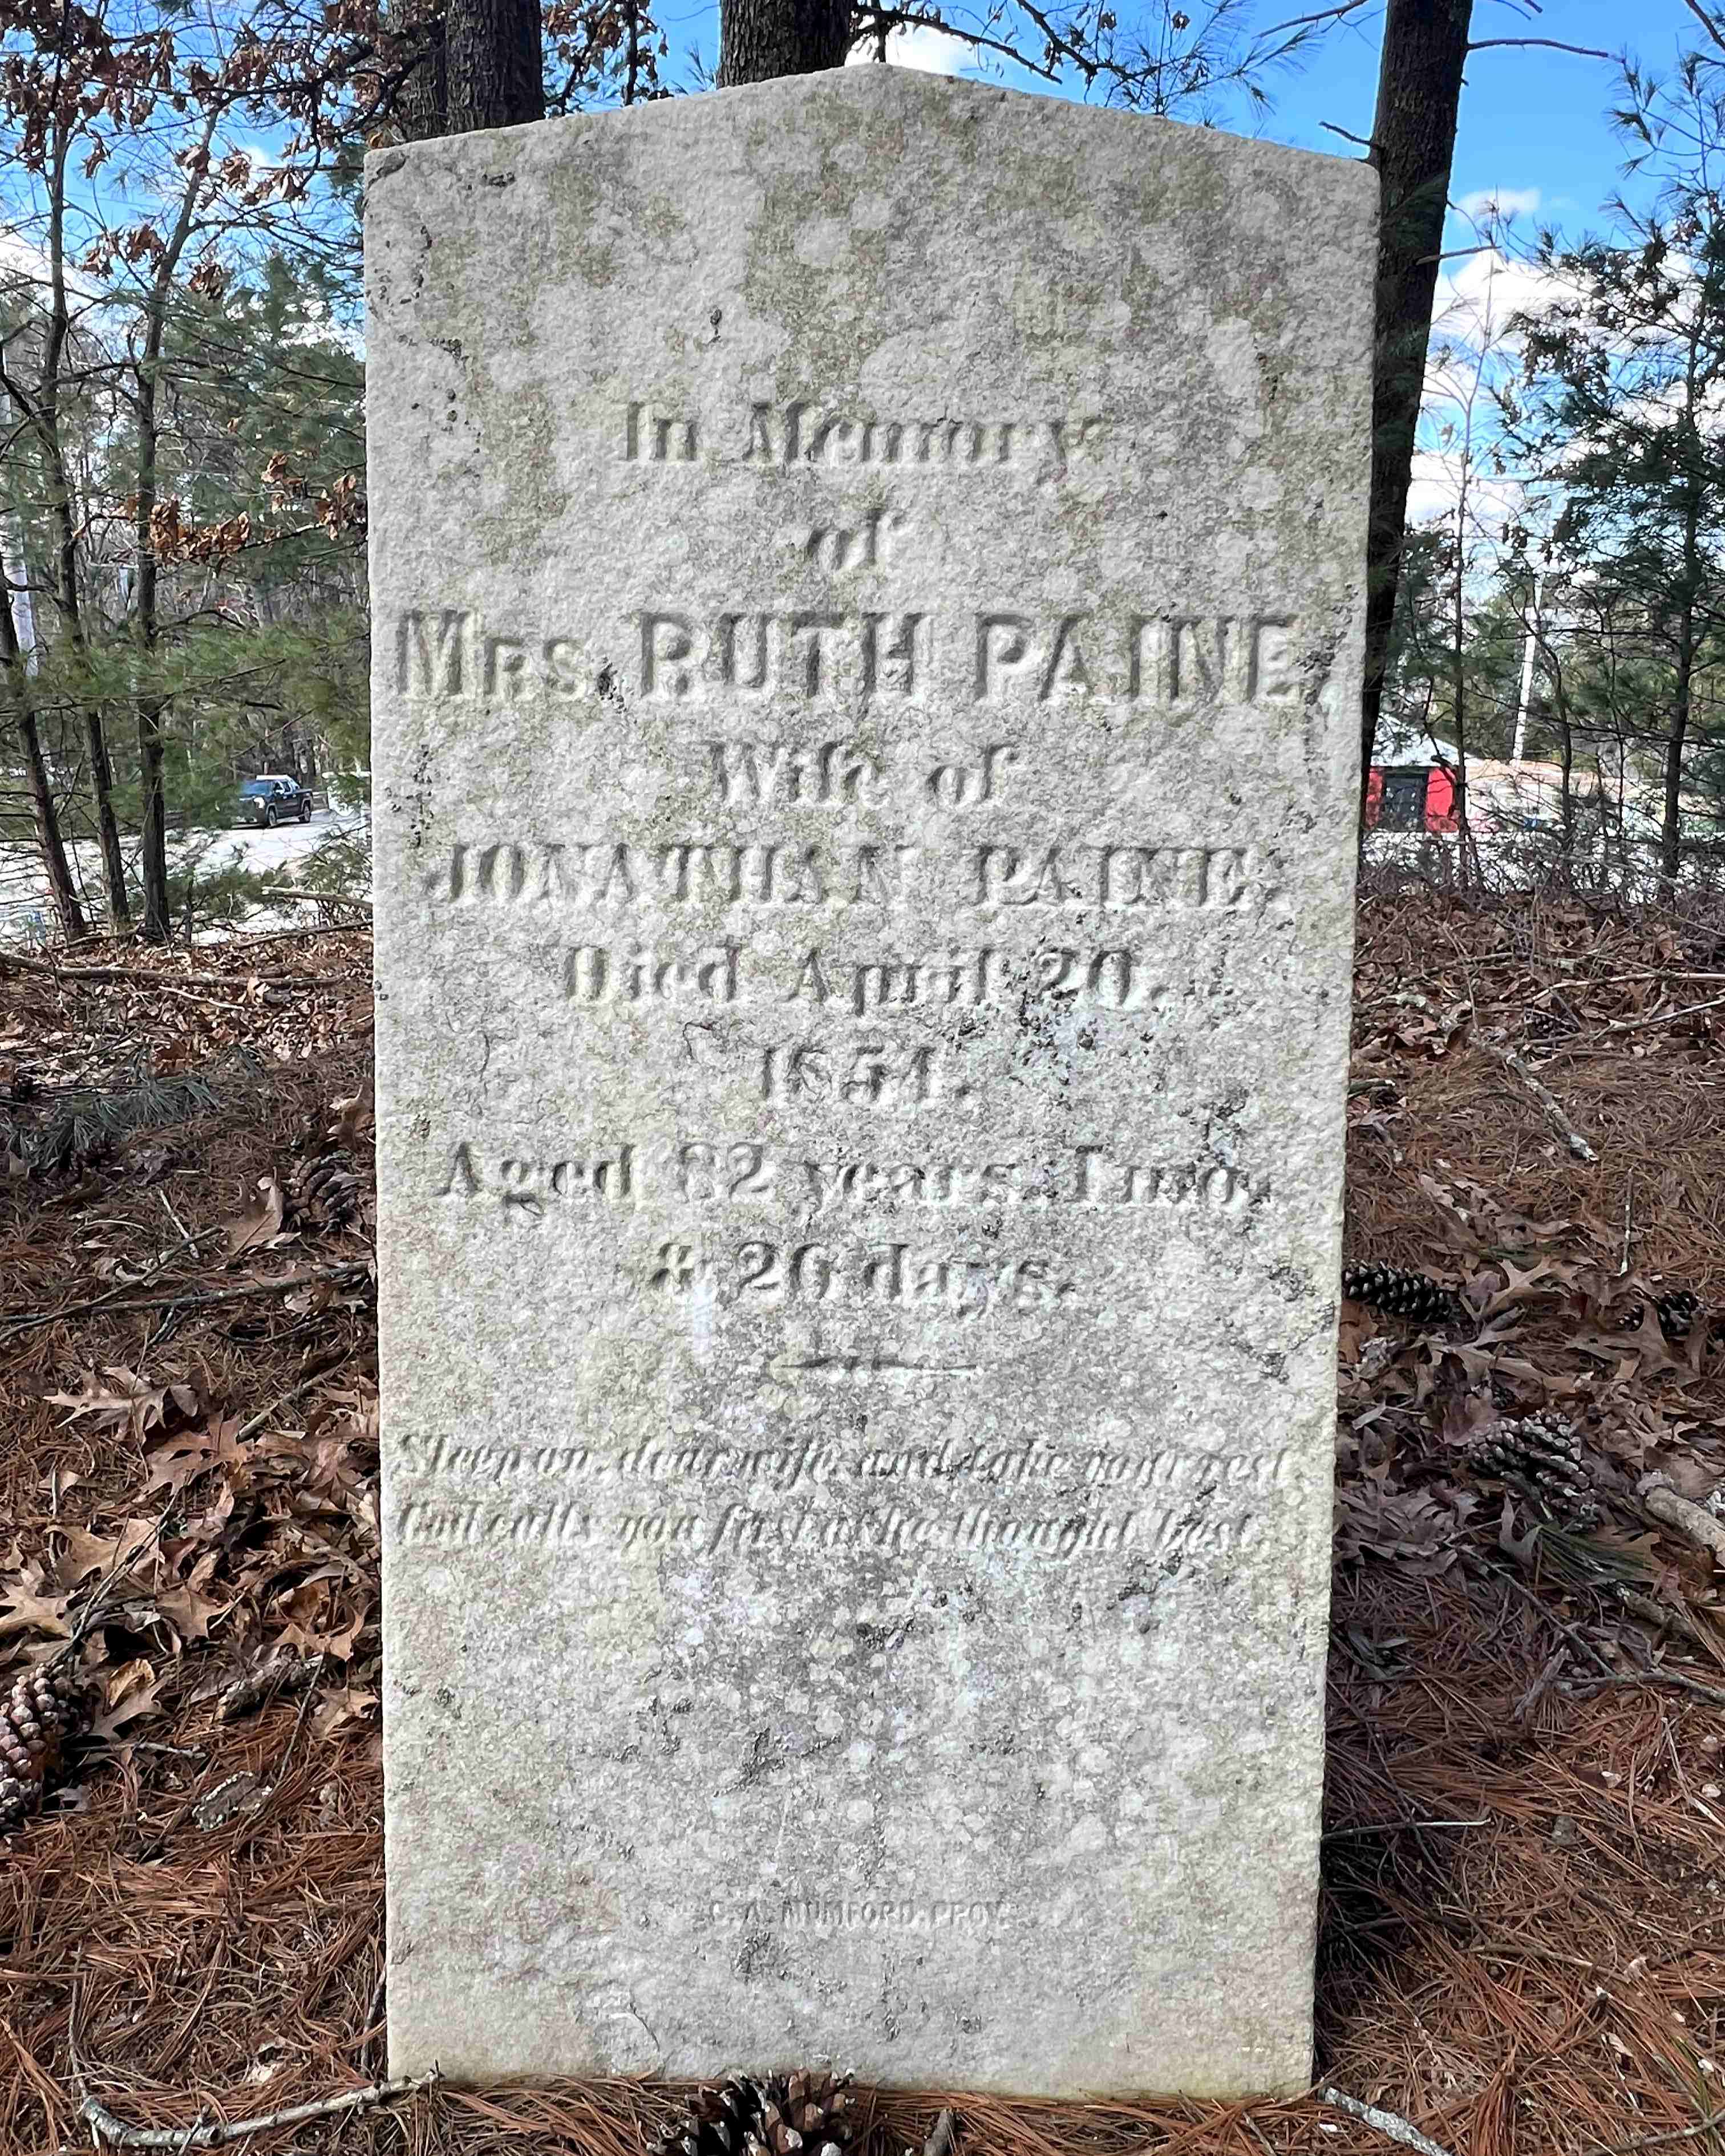 In Memory
of
Mrs. RUTH PAINE,
Wife of
JONATHAN PAINE.
Died April 20,
1854.
Aged 82 years, 1 mo,
& 26 days.
Sleep on, dear wife, and take your rest
God calls you first as he thought best.
C. A. MUMFORD. PROV.